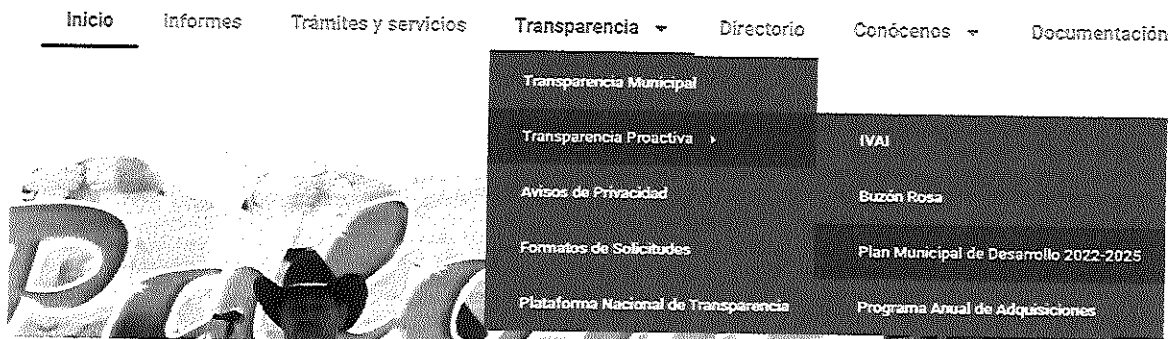 Inicio Informes Trámites y servicios Transparencia Directorio Conócenos Documentación
Transparencia Municipal
Transparencia Proactiva
Avisos de Privacidad
Formatos de Solicitudes
Plataforma Nacional de Transparencia
IVAI
Buzón Rosa
Plan Municipal de Desarrollo 2022-2025
Programa Anual de Adquisiciones